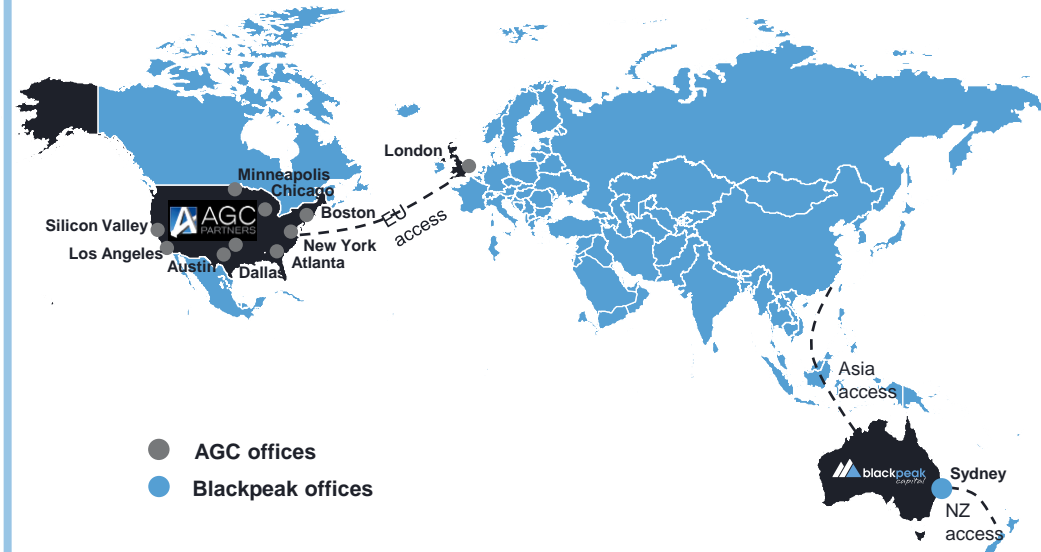 London
Minneapolis
Chicago
AGC
PARTNERS
Boston
Silicon Valley
EU
access
New York
Los Angeles
Atlanta
Austin
Dallas
Asia
access
AGC offices
Blackpeak offices
blackpeak
capital
Sydney
NZ
access